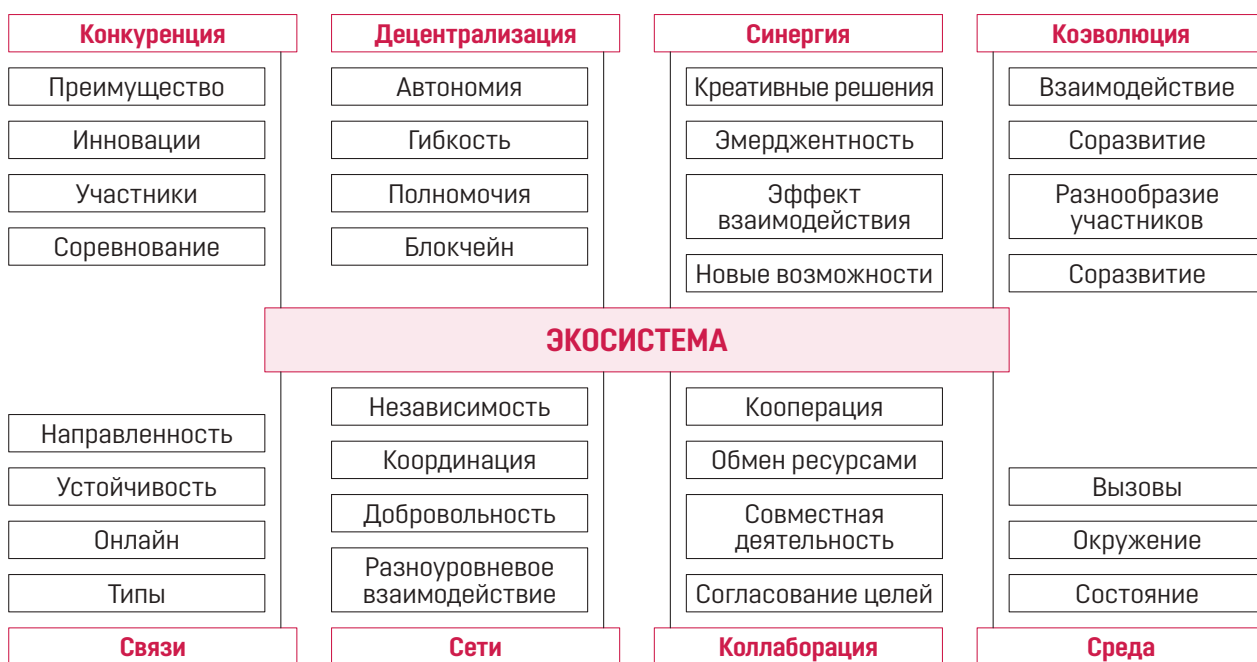 Конкуренция
Преимущество
Инновации
Участники
Соревнование
Децентрализация
Автономия
Гибкость
Полномочия
Блокчейн
Синергия
Креативные решения
Эмерджентность
Эффект
взаимодействия
Новые возможности
Коэволюция
Взаимодействие
Соразвитие
Разнообразие
участников
Соразвитие
ЭКОСИСТЕМА
Направленность
Устойчивость
Онлайн
Типы
Связи
Независимость
Координация
Добровольность
Разноуровневое
взаимодействие
Сети
Кооперация
Обмен ресурсами
Совместная
деятельность
Согласование целей
Коллаборация
Вызовы
Окружение
Состояние
Среда